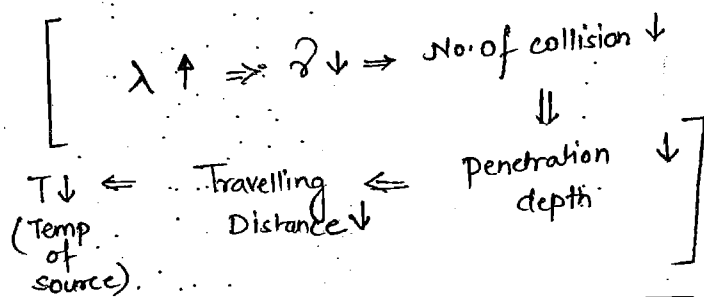 [ λ ↑ ⇒ ν ↓ ⇒ No. of collision ↓
⇓
T↓ ⇐ Travelling Distance ↓ ⇐ penetration depth ↓ ]
(Temp of source)